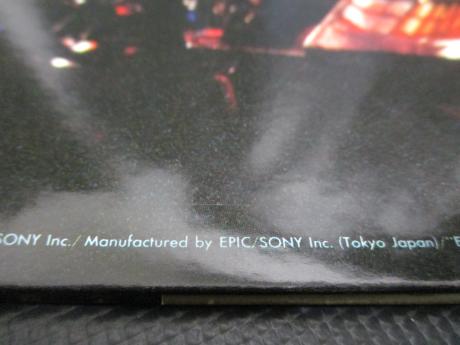 SONY Inc./ Manufactured by EPIC/SONY Inc. (Tokyo Japan)/"E